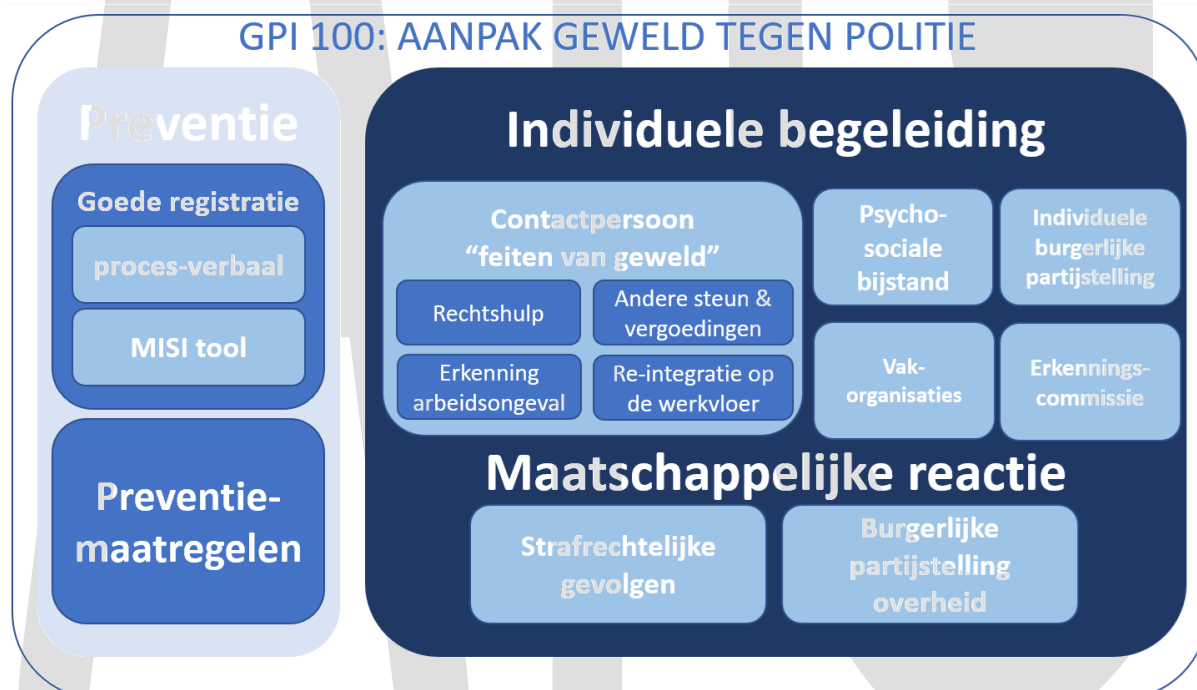 GPI 100: AANPAK GEWELD TEGEN POLITIE
Preventie
Goede registratie
proces-verbaal
MISI tool
Preventie-
maatregelen
Individuele begeleiding
Contactpersoon
“feiten van geweld”
Rechtshulp
Andere steun &
vergoedingen
Erkenning
arbeidsongeval
Re-integratie op
de werkvloer
Psycho-
sociale
bijstand
Individuele
burgerlijke
partijstelling
Vak-
organisaties
Erkennings-
commissie
Maatschappelijke reactie
Strafrechtelijke
gevolgen
Burgerlijke
partijstelling
overheid